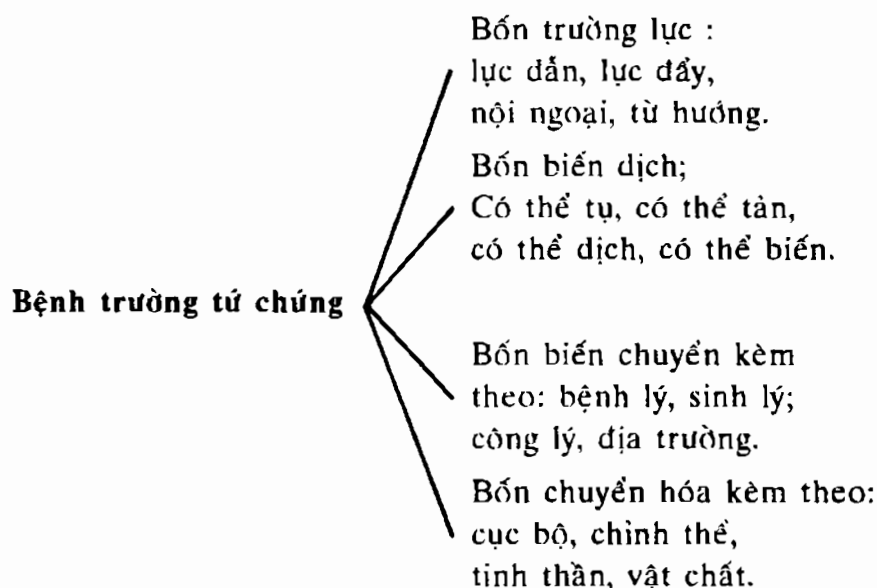 Bốn trường lực :
lực dẫn, lực đẩy,
nội ngoại, từ hướng.
Bốn biến dịch;
Có thể tụ, có thể tàn,
có thể dịch, có thể biến.
Bệnh trường tứ chứng
Bốn biến chuyển kèm
theo: bệnh lý, sinh lý;
công lý, địa trường.
Bốn chuyển hóa kèm theo:
cục bộ, chỉnh thể,
tinh thần, vật chất.